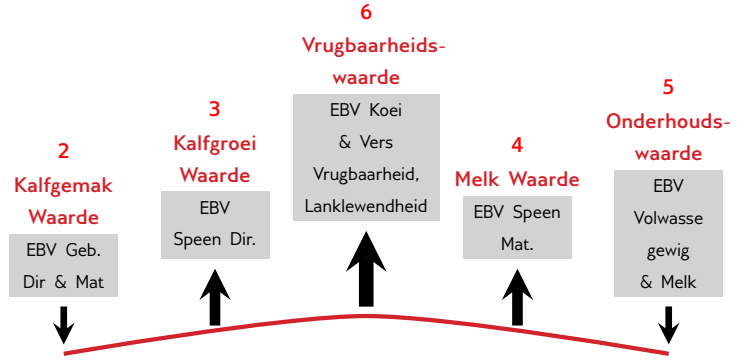 2
Kalfgemak
Waarde
EBV Geb.
Dir & Mat
3
Kalfgroei
Waarde
EBV
Speen Dir.
6
Vrugbaarheids-
waarde
EBV Koei
& Vers
Vrugbaarheid,
Lanklewendheid
4
Melk Waarde
EBV Speen
Mat.
5
Onderhouds-
waarde
EBV
Volwasse
gewig
& Melk